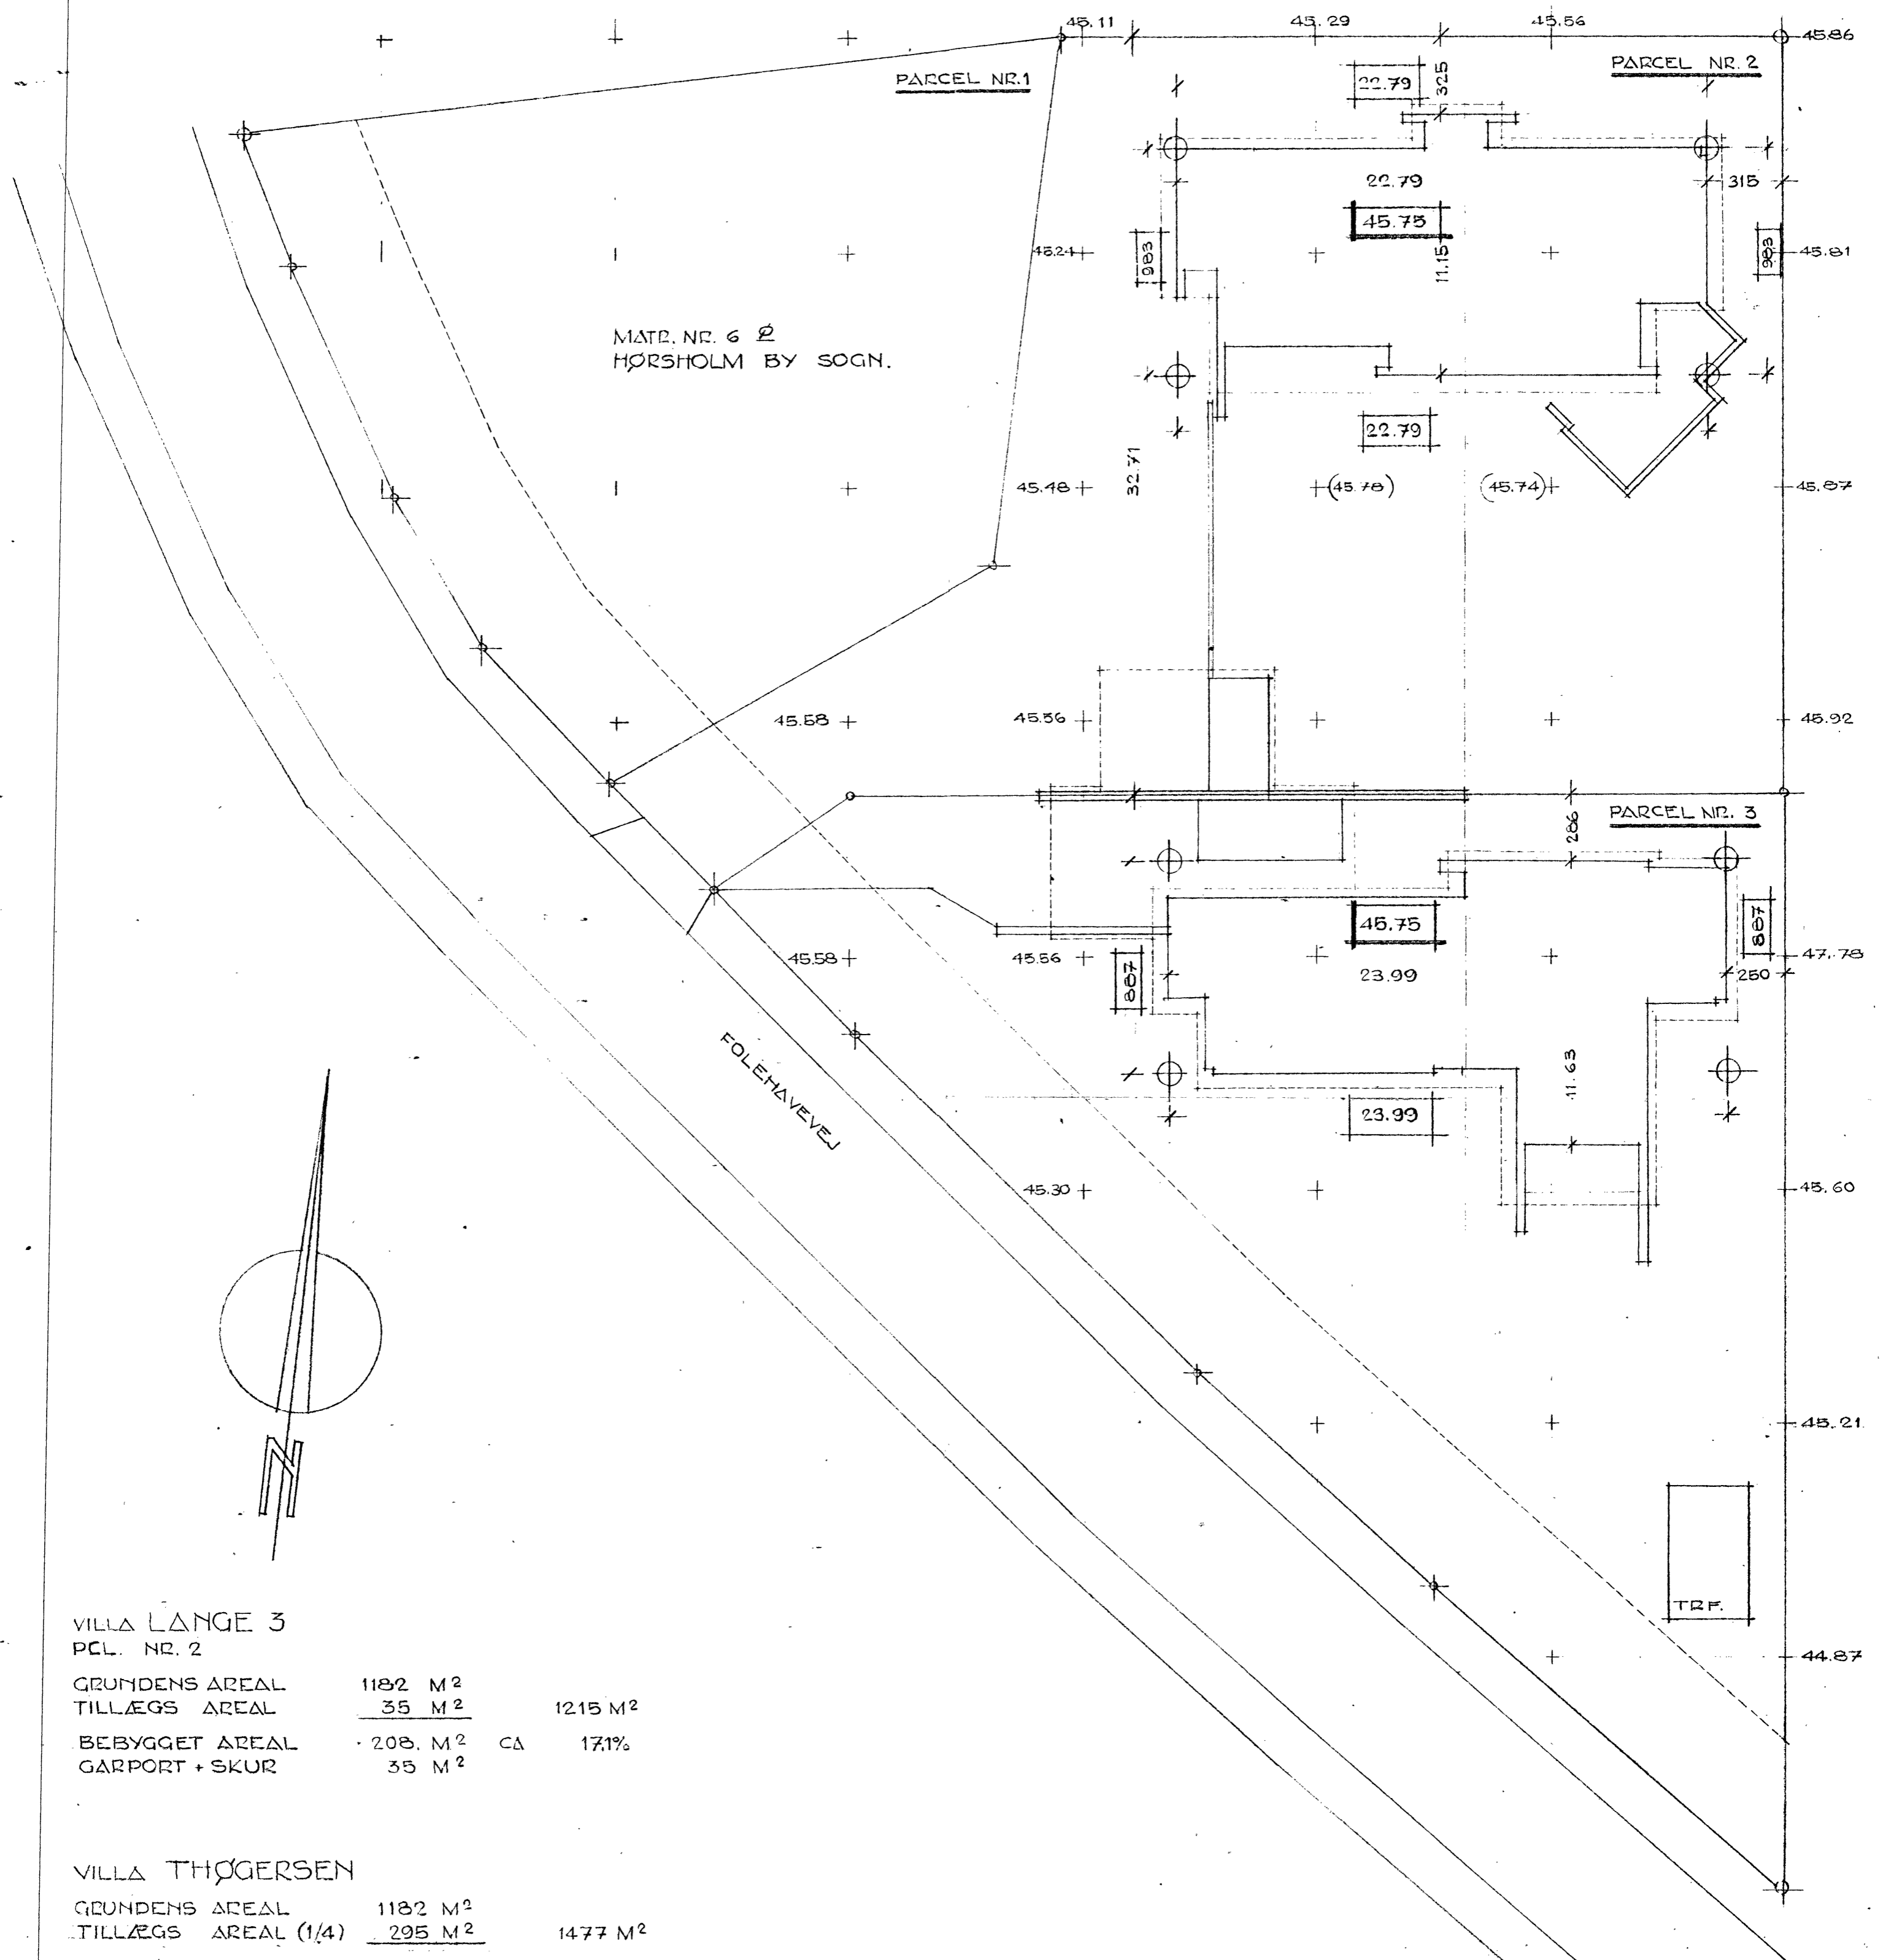 45.11 45.29 45.56 45.86
PARCEL NR.1
22.79 325
PARCEL NR. 2
22.79
315
45.75
45.24 983 11.15 983 45.81
MATR. NR. 6 Ø
HØRSHOLM BY SOGN.
22.79
45.48 32.71 (45.78) (45.74) 45.87
45.58 45.56 45.92
PARCEL NR. 3
286
45.75
887
45.58 45.56 887 47.78
23.99
250
FOLEHAVEVEJ
11.63
23.99
45.30 45.60
45.21
N
TRF.
44.87
VILLA LANGE 3
PCL. NR. 2
GRUNDENS AREAL 1182 M²
TILLÆGS AREAL 35 M² 1215 M²
BEBYGGET AREAL 208. M² CA 17,1%
GARPORT + SKUR 35 M²
VILLA THØGERSEN
GRUNDENS AREAL 1182 M²
TILLÆGS AREAL (1/4) 295 M² 1477 M²